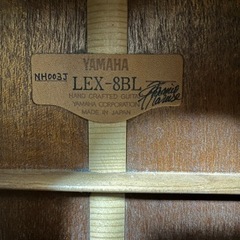 YAMAHA
NH003J
LEX-8BL
HAND CRAFTED GUITAR
YAMAHA CORPORATION
MADE IN JAPAN